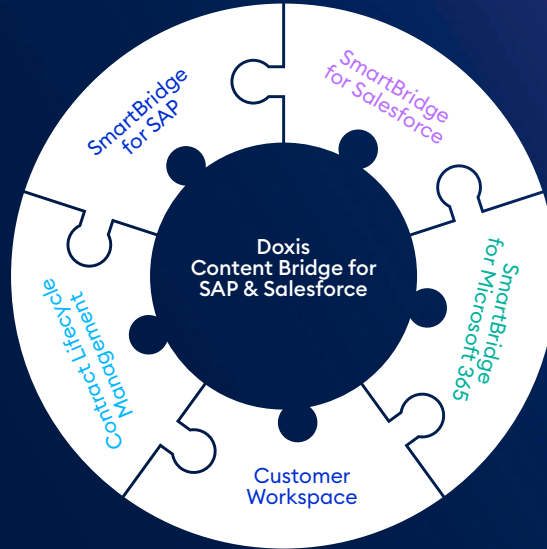 SmartBridge
for SAP
SmartBridge
for Salesforce
Doxis
Content Bridge for
SAP & Salesforce
SmartBridge
for Microsoft 365
Contract Lifecycle
Management
Customer
Workspace